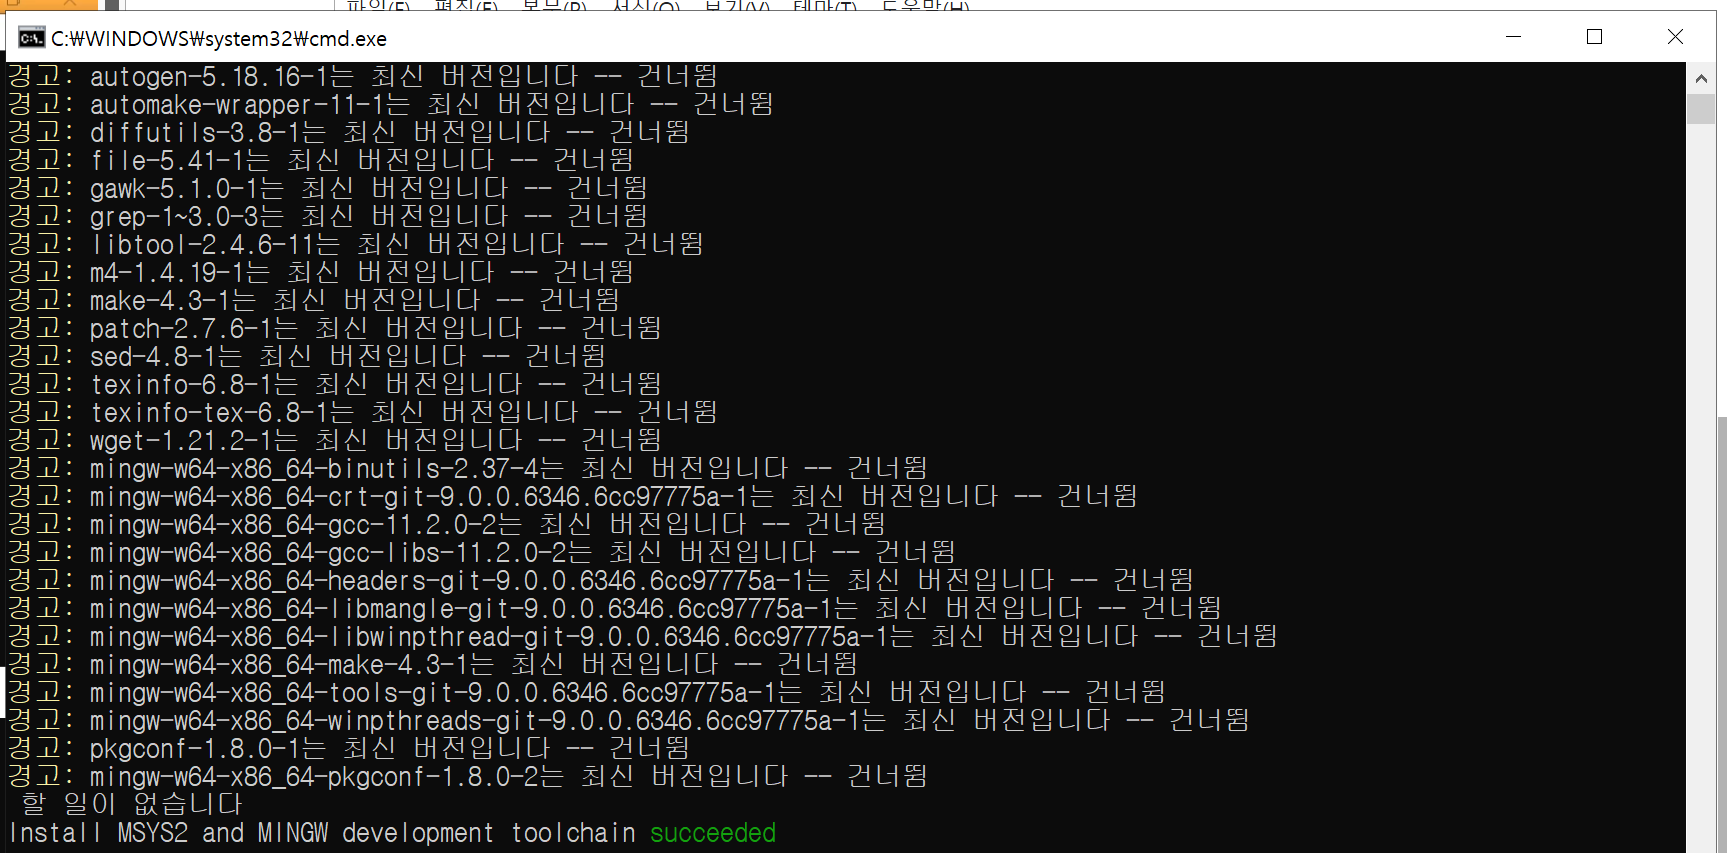 파일(F) 편집(E) 본문(P) 서식(O) 보기(V) 테마(T) 도움말(H)
C:₩WINDOWS₩system32₩cmd.exe
경고: autogen-5.18.16-1는 최신 버전입니다 -- 건너뜀
경고: automake-wrapper-11-1는 최신 버전입니다 -- 건너뜀
경고: diffutils-3.8-1는 최신 버전입니다 -- 건너뜀
경고: file-5.41-1는 최신 버전입니다 -- 건너뜀
경고: gawk-5.1.0-1는 최신 버전입니다 -- 건너뜀
경고: grep-1~3.0-3는 최신 버전입니다 -- 건너뜀
경고: libtool-2.4.6-11는 최신 버전입니다 -- 건너뜀
경고: m4-1.4.19-1는 최신 버전입니다 -- 건너뜀
경고: make-4.3-1는 최신 버전입니다 -- 건너뜀
경고: patch-2.7.6-1는 최신 버전입니다 -- 건너뜀
경고: sed-4.8-1는 최신 버전입니다 -- 건너뜀
경고: texinfo-6.8-1는 최신 버전입니다 -- 건너뜀
경고: texinfo-tex-6.8-1는 최신 버전입니다 -- 건너뜀
경고: wget-1.21.2-1는 최신 버전입니다 -- 건너뜀
경고: mingw-w64-x86_64-binutils-2.37-4는 최신 버전입니다 -- 건너뜀
경고: mingw-w64-x86_64-crt-git-9.0.0.6346.6cc97775a-1는 최신 버전입니다 -- 건너뜀
경고: mingw-w64-x86_64-gcc-11.2.0-2는 최신 버전입니다 -- 건너뜀
경고: mingw-w64-x86_64-gcc-libs-11.2.0-2는 최신 버전입니다 -- 건너뜀
경고: mingw-w64-x86_64-headers-git-9.0.0.6346.6cc97775a-1는 최신 버전입니다 -- 건너뜀
경고: mingw-w64-x86_64-libmangle-git-9.0.0.6346.6cc97775a-1는 최신 버전입니다 -- 건너뜀
경고: mingw-w64-x86_64-libwinpthread-git-9.0.0.6346.6cc97775a-1는 최신 버전입니다 -- 건너뜀
경고: mingw-w64-x86_64-make-4.3-1는 최신 버전입니다 -- 건너뜀
경고: mingw-w64-x86_64-tools-git-9.0.0.6346.6cc97775a-1는 최신 버전입니다 -- 건너뜀
경고: mingw-w64-x86_64-winpthreads-git-9.0.0.6346.6cc97775a-1는 최신 버전입니다 -- 건너뜀
경고: pkgconf-1.8.0-1는 최신 버전입니다 -- 건너뜀
경고: mingw-w64-x86_64-pkgconf-1.8.0-2는 최신 버전입니다 -- 건너뜀
할 일이 없습니다
Install MSYS2 and MINGW development toolchain succeeded